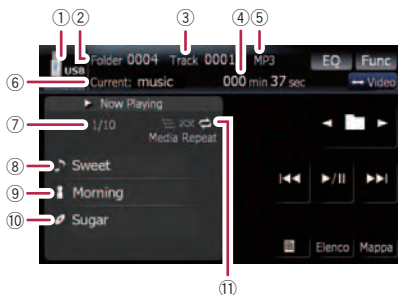 ① ② ③ ④ ⑤
USB Folder 0004 Track 0001 MP3 EQ Func
⑥ Current: music 000 min 37 sec Video
Now Playing
⑦ 1/10
Media Repeat
⑧ Sweet
⑨ Morning
⑩ Sugar
Elenco Mappa
⑪